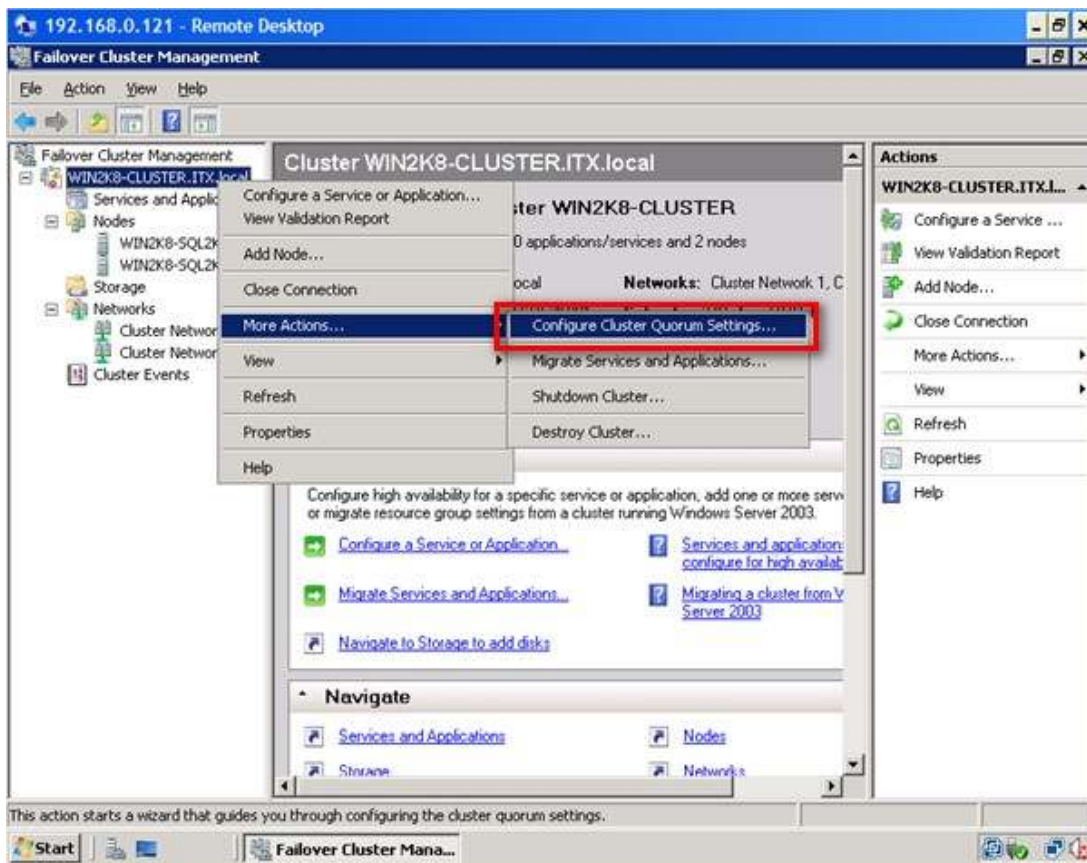 192.168.0.121 - Remote Desktop
Failover Cluster Management
File Action View Help
Failover Cluster Management
WIN2K8-CLUSTER.ITX.local
Services and Applic
Nodes
WIN2K8-SQL2K
WIN2K8-SQL2K
Storage
Networks
Cluster Networ
Cluster Networ
Cluster Events
Cluster WIN2K8-CLUSTER.ITX.local
ster WIN2K8-CLUSTER
0 applications/services and 2 nodes
ocal Networks: Cluster Network 1, C
Configure a Service or Application...
View Validation Report
Add Node...
Close Connection
More Actions...
View
Refresh
Properties
Help
Configure Cluster Quorum Settings...
Migrate Services and Applications...
Shutdown Cluster...
Destroy Cluster...
Configure high availability for a specific service or application, add one or more serve
or migrate resource group settings from a cluster running Windows Server 2003.
Configure a Service or Application...
Services and application
configure for high availab
Migrate Services and Applications...
Migrating a cluster from W
Server 2003
Navigate to Storage to add disks
Navigate
Services and Applications
Nodes
Storage
Networks
Actions
WIN2K8-CLUSTER.ITX.l...
Configure a Service ...
View Validation Report
Add Node...
Close Connection
More Actions...
View
Refresh
Properties
Help
This action starts a wizard that guides you through configuring the cluster quorum settings.
Start
Failover Cluster Mana...